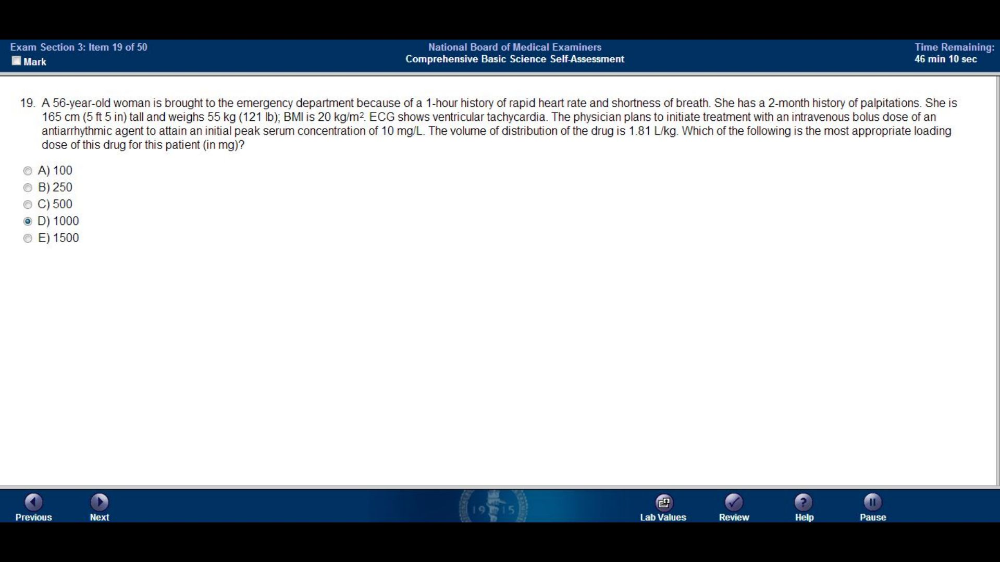 Exam Section 3: Item 19 of 50
National Board of Medical Examiners
Time Remaining:
Mark
Comprehensive Basic Science Self-Assessment
46 min 10 sec
19. A 56-year-old woman is brought to the emergency department because of a 1-hour history of rapid heart rate and shortness of breath. She has a 2-month history of palpitations. She is
165 cm (5 ft 5 in) tall and weighs 55 kg (121 lb); BMI is 20 kg/m². ECG shows ventricular tachycardia. The physician plans to initiate treatment with an intravenous bolus dose of an
antiarrhythmic agent to attain an initial peak serum concentration of 10 mg/L. The volume of distribution of the drug is 1.81 L/kg. Which of the following is the most appropriate loading
dose of this drug for this patient (in mg)?
A) 100
B) 250
C) 500
D) 1000
E) 1500
1915
Previous
Next
Lab Values
Review
Help
Pause